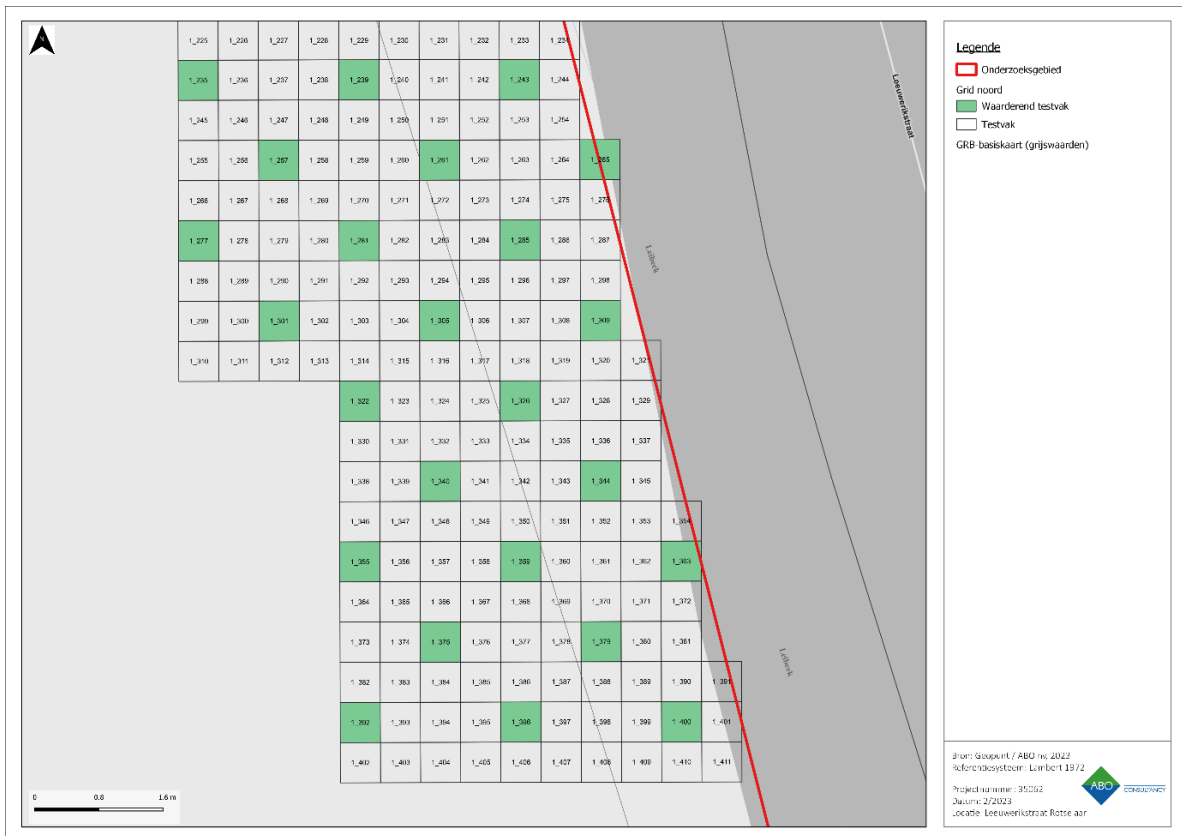 N
1_225 1_226 1_227 1_228 1_229 1_230 1_231 1_232 1_233 1_234
1_235 1_236 1_237 1_238 1_239 1_240 1_241 1_242 1_243 1_244
1_245 1_246 1_247 1_248 1_249 1_250 1_251 1_252 1_253 1_254
1_255 1_256 1_257 1_258 1_259 1_260 1_261 1_262 1_263 1_264 1_265
1_266 1_267 1_268 1_269 1_270 1_271 1_272 1_273 1_274 1_275 1_276
1_277 1_278 1_279 1_280 1_281 1_282 1_283 1_284 1_285 1_286 1_287
1_288 1_289 1_290 1_291 1_292 1_293 1_294 1_295 1_296 1_297 1_298
1_299 1_300 1_301 1_302 1_303 1_304 1_305 1_306 1_307 1_308 1_309
1_310 1_311 1_312 1_313 1_314 1_315 1_316 1_317 1_318 1_319 1_320 1_321
1_322 1_323 1_324 1_325 1_326 1_327 1_328 1_329
1_330 1_331 1_332 1_333 1_334 1_335 1_336 1_337
1_338 1_339 1_340 1_341 1_342 1_343 1_344 1_345
1_346 1_347 1_348 1_349 1_350 1_351 1_352 1_353 1_354
1_355 1_356 1_357 1_358 1_359 1_360 1_361 1_362 1_363
1_364 1_365 1_366 1_367 1_368 1_369 1_370 1_371 1_372
1_373 1_374 1_375 1_376 1_377 1_378 1_379 1_380 1_381
1_382 1_383 1_384 1_385 1_386 1_387 1_388 1_389 1_390 1_391
1_392 1_393 1_394 1_395 1_396 1_397 1_398 1_399 1_400 1_401
1_402 1_403 1_404 1_405 1_406 1_407 1_408 1_409 1_410 1_411
Leibeek
Leibeek
Leeuwerikstraat
0 0.8 1.6 m
Legende
Onderzoeksgebied
Grid noord
Waarderend testvak
Testvak
GRB-basiskaart (grijswaarden)
Bron: Geopunt / ABO nv, 2023
Referentiesysteem: Lambert 1972
Projectnummer: 35062
Datum: 2/2023
Locatie: Leeuwerikstraat Rotselaar
ABO
CONSULTANCY